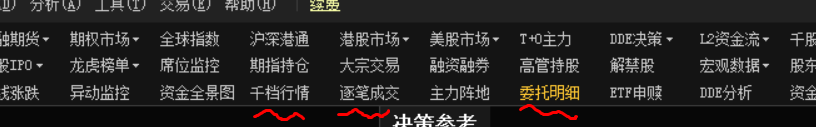 分析(A) 工具(T) 交易(E) 帮助(H) 续费
融期货 期权市场 全球指数 沪深港通 港股市场 美股市场 T+0主力 DDE决策 L2资金流 千股
股IPO 龙虎榜单 席位监控 期指持仓 大宗交易 融资融券 高管持股 解禁股 宏观数据 股东
线涨跌 异动监控 资金全景图 千档行情 逐笔成交 主力阵地 委托明细 ETF申赎 DDE分析 资金
决策参考